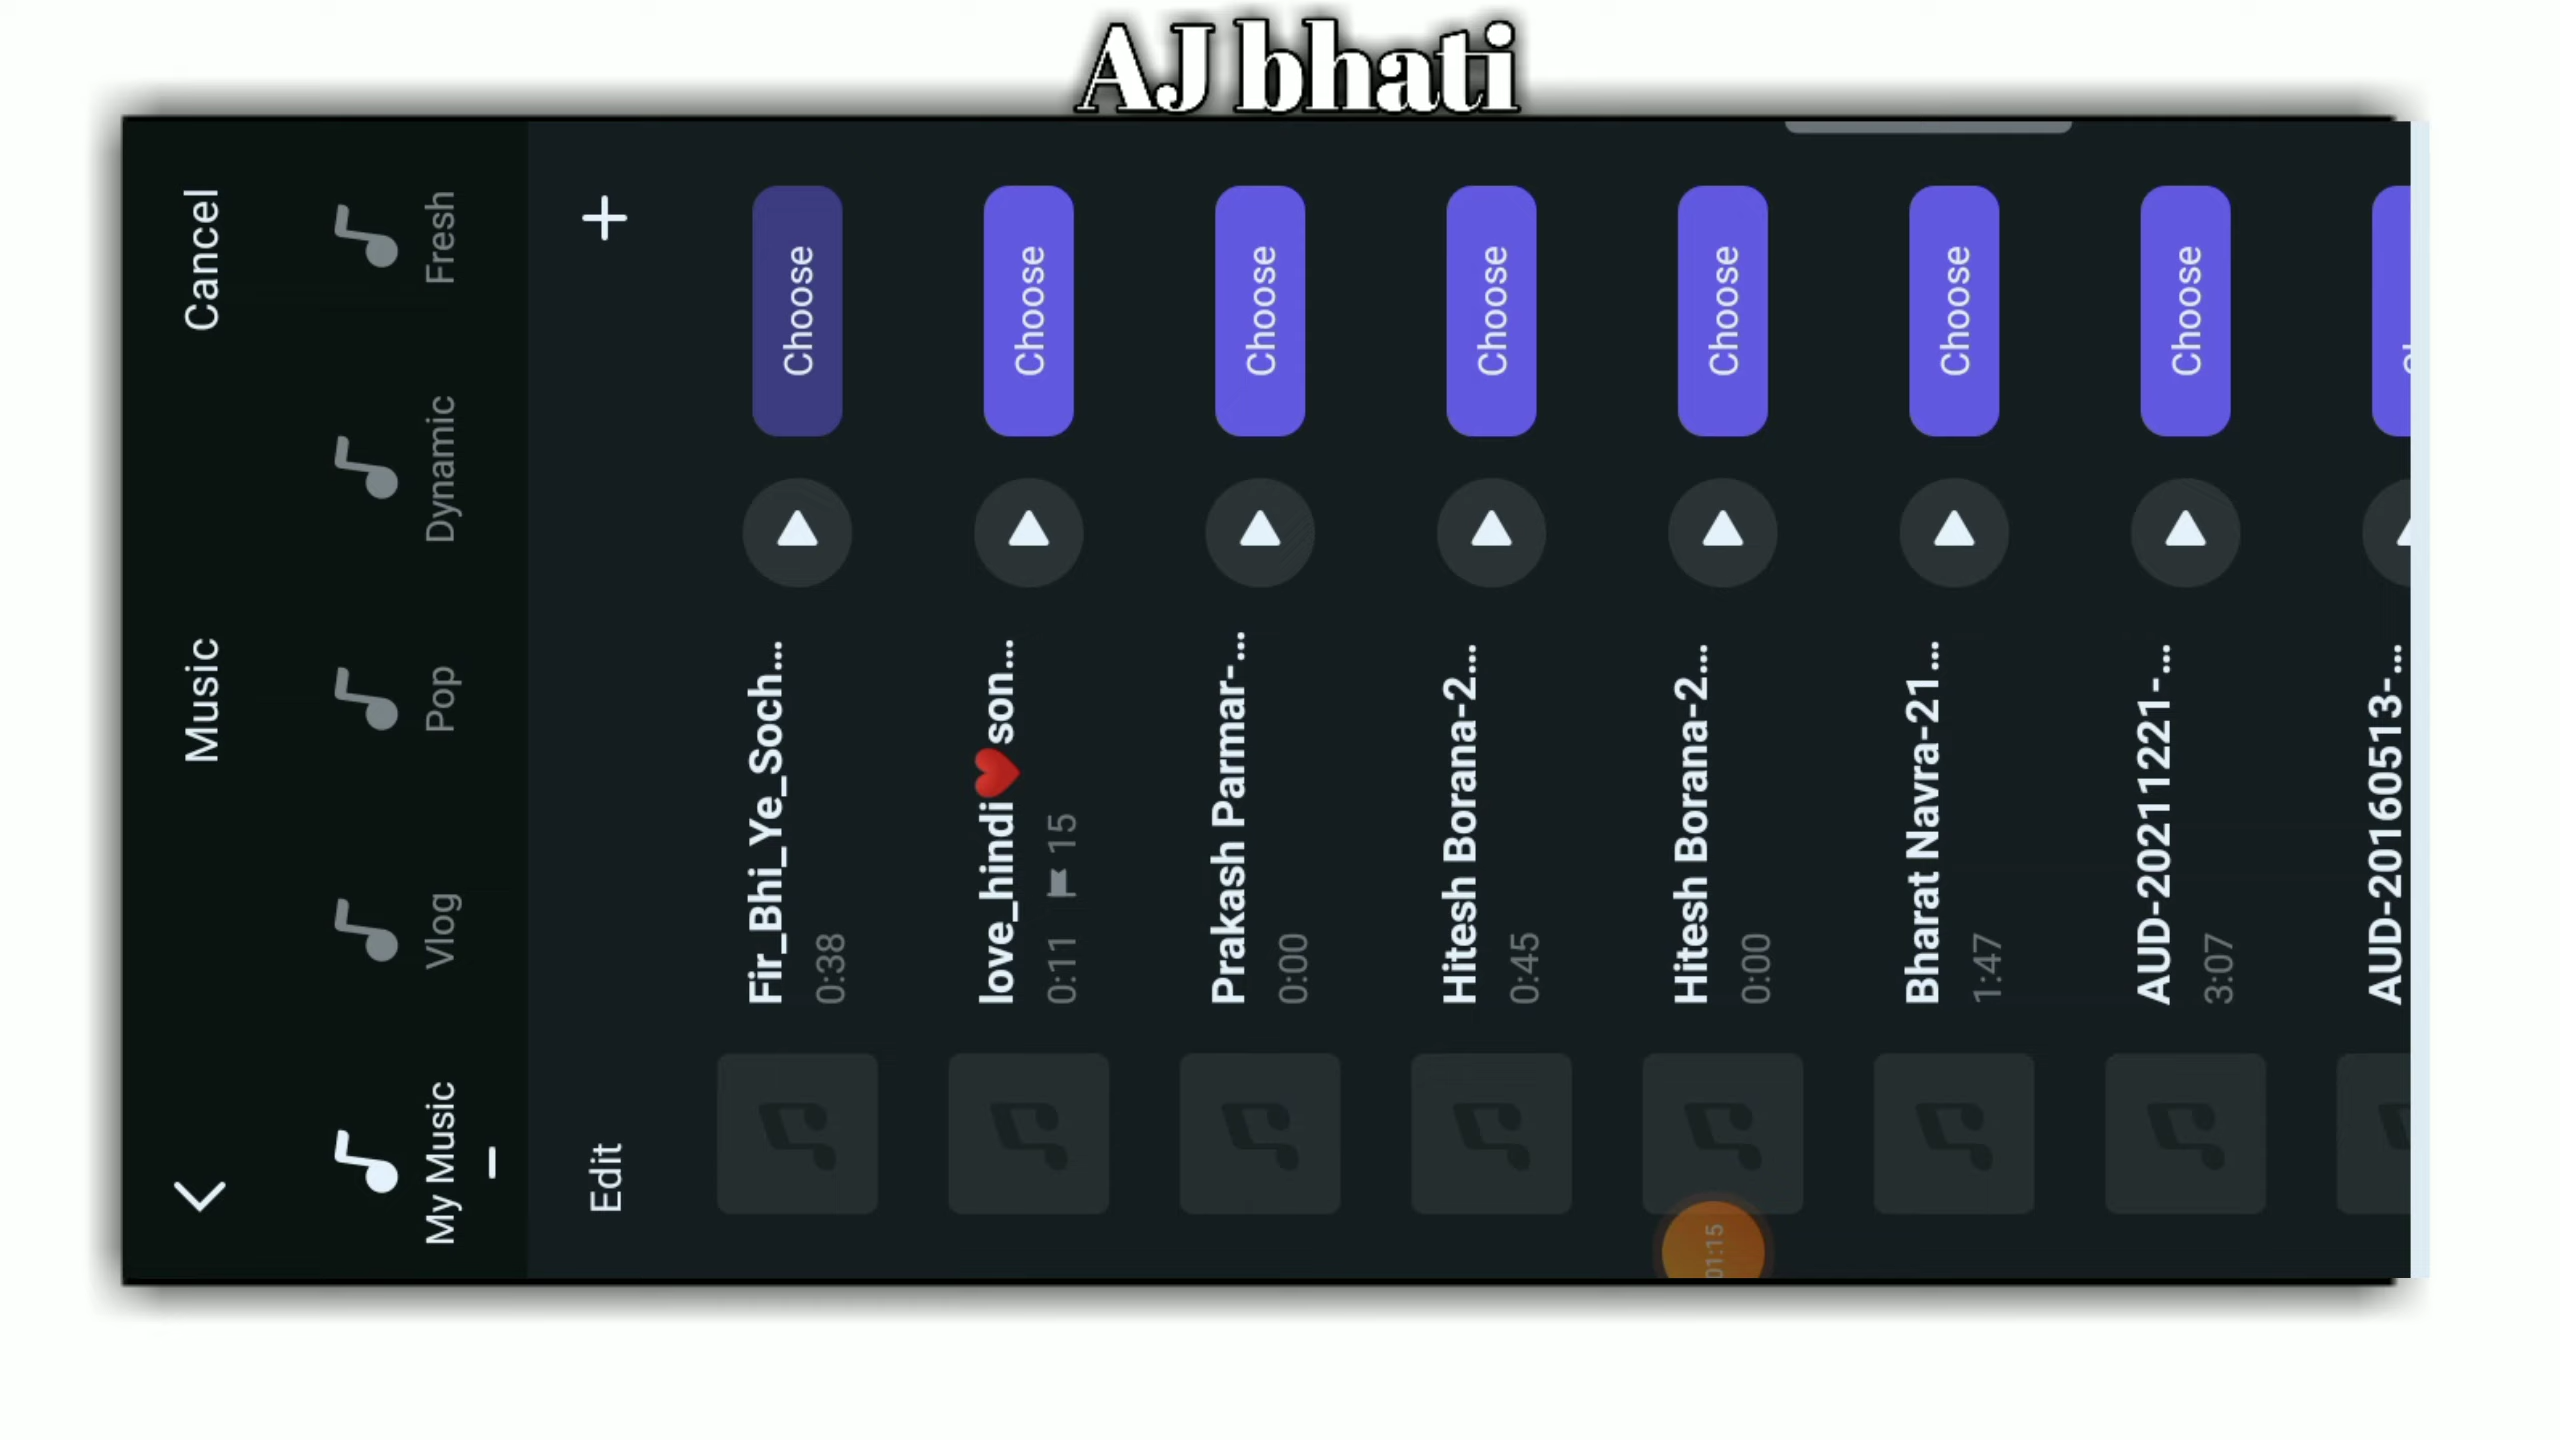 AJ bhati
Music
Cancel
My Music
Vlog
Pop
Dynamic
Fresh
Edit
Fir_Bhi_Ye_Soch...
0:38
Choose
love_hindi❤️son...
0:11 15
Choose
Prakash Parmar-...
0:00
Choose
Hitesh Borana-2...
0:45
Choose
Hitesh Borana-2...
0:00
Choose
Bharat Navra-21...
1:47
Choose
AUD-20211221-...
3:07
Choose
AUD-20160513-...
01:15